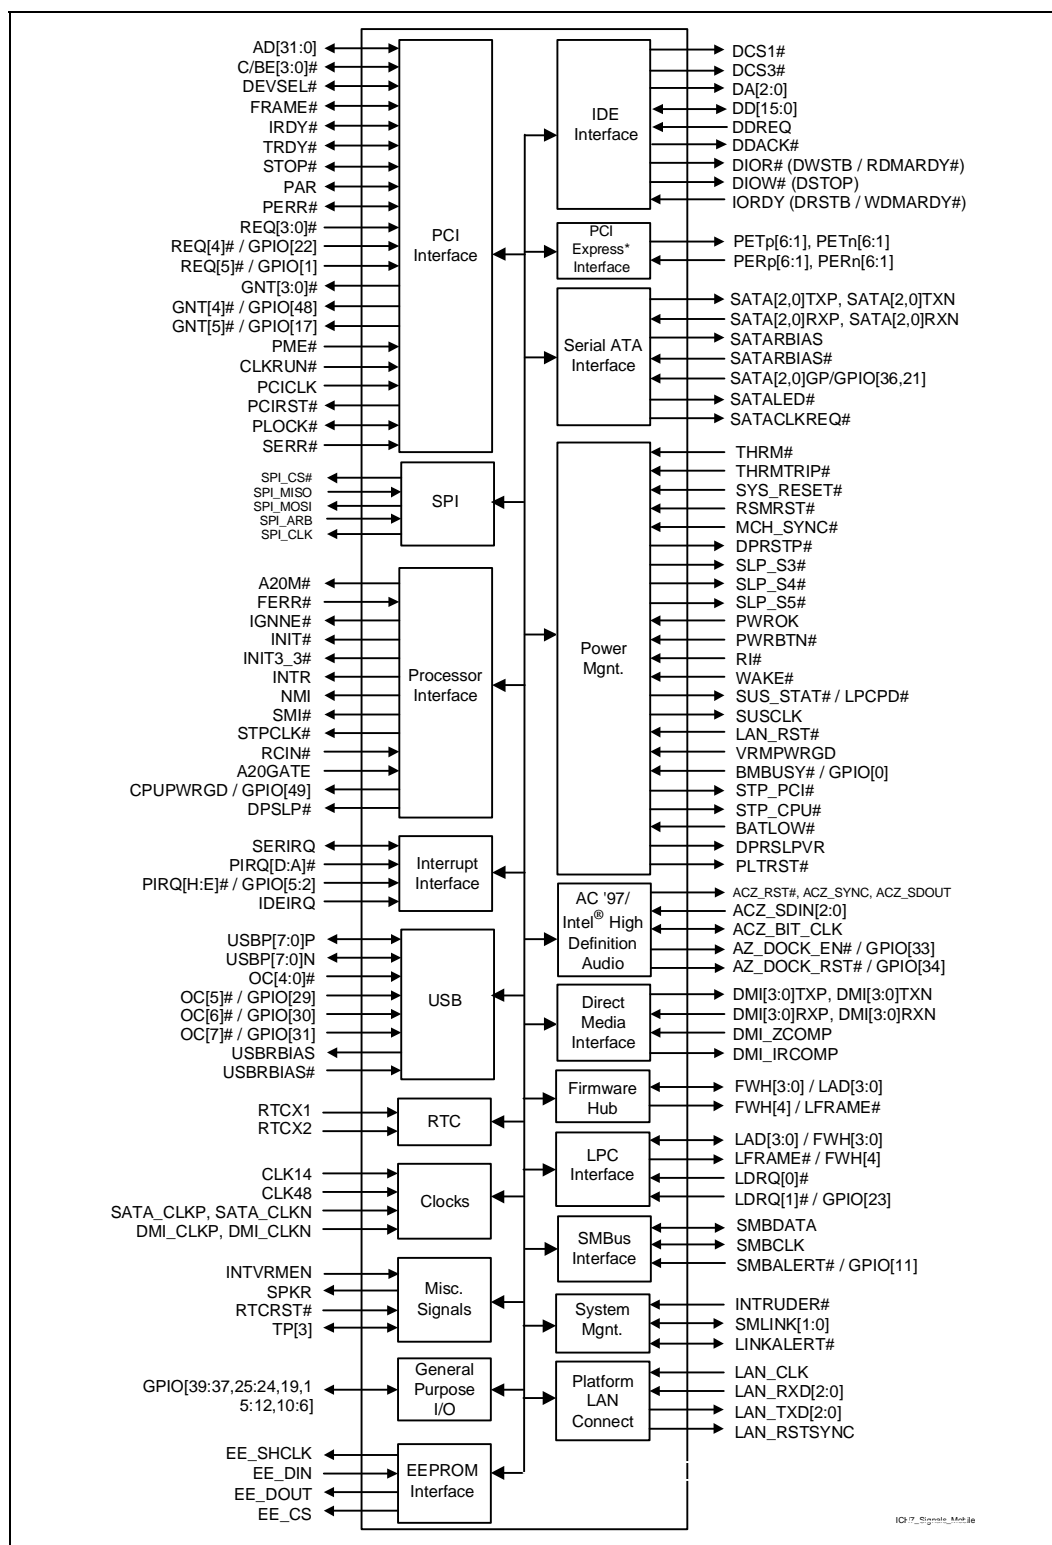 AD[31:0]
C/BE[3:0]#
DEVSEL#
FRAME#
IRDY#
TRDY#
STOP#
PAR
PERR#
REQ[3:0]#
REQ[4]# / GPIO[22]
REQ[5]# / GPIO[1]
GNT[3:0]#
GNT[4]# / GPIO[48]
GNT[5]# / GPIO[17]
PME#
CLKRUN#
PCICLK
PCIRST#
PLOCK#
SERR#
PCI
Interface
SPI_CS#
SPI_MISO
SPI_MOSI
SPI_ARB
SPI_CLK
SPI
A20M#
FERR#
IGNNE#
INIT#
INIT3_3#
INTR
NMI
SMI#
STPCLK#
RCIN#
A20GATE
CPUPWRGD / GPIO[49]
DPSLP#
Processor
Interface
SERIRQ
PIRQ[D:A]#
PIRQ[H:E]# / GPIO[5:2]
IDEIRQ
Interrupt
Interface
USBP[7:0]P
USBP[7:0]N
OC[4:0]#
OC[5]# / GPIO[29]
OC[6]# / GPIO[30]
OC[7]# / GPIO[31]
USBRBIAS
USBRBIAS#
USB
RTCX1
RTCX2
RTC
CLK14
CLK48
SATA_CLKP, SATA_CLKN
DMI_CLKP, DMI_CLKN
Clocks
INTVRMEN
SPKR
RTCRST#
TP[3]
Misc.
Signals
GPIO[39:37,25:24,19,1
5:12,10:6]
General
Purpose
I/O
EE_SHCLK
EE_DIN
EE_DOUT
EE_CS
EEPROM
Interface
IDE
Interface
DCS1#
DCS3#
DA[2:0]
DD[15:0]
DDREQ
DDACK#
DIOR# (DWSTB / RDMARDY#)
DIOW# (DSTOP)
IORDY (DRSTB / WDMARDY#)
PCI
Express*
Interface
PETp[6:1], PETn[6:1]
PERp[6:1], PERn[6:1]
Serial ATA
Interface
SATA[2,0]TXP, SATA[2,0]TXN
SATA[2,0]RXP, SATA[2,0]RXN
SATARBIAS
SATARBIAS#
SATA[2,0]GP/GPIO[36,21]
SATALED#
SATACLKREQ#
Power
Mgnt.
THRM#
THRMTRIP#
SYS_RESET#
RSMRST#
MCH_SYNC#
DPRSTP#
SLP_S3#
SLP_S4#
SLP_S5#
PWROK
PWRBTN#
RI#
WAKE#
SUS_STAT# / LPCPD#
SUSCLK
LAN_RST#
VRMPWRGD
BMBUSY# / GPIO[0]
STP_PCI#
STP_CPU#
BATLOW#
DPRSLPVR
PLTRST#
AC '97/
Intel® High
Definition
Audio
ACZ_RST#, ACZ_SYNC, ACZ_SDOUT
ACZ_SDIN[2:0]
ACZ_BIT_CLK
AZ_DOCK_EN# / GPIO[33]
AZ_DOCK_RST# / GPIO[34]
Direct
Media
Interface
DMI[3:0]TXP, DMI[3:0]TXN
DMI[3:0]RXP, DMI[3:0]RXN
DMI_ZCOMP
DMI_IRCOMP
Firmware
Hub
FWH[3:0] / LAD[3:0]
FWH[4] / LFRAME#
LPC
Interface
LAD[3:0] / FWH[3:0]
LFRAME# / FWH[4]
LDRQ[0]#
LDRQ[1]# / GPIO[23]
SMBus
Interface
SMBDATA
SMBCLK
SMBALERT# / GPIO[11]
System
Mgnt.
INTRUDER#
SMLINK[1:0]
LINKALERT#
Platform
LAN
Connect
LAN_CLK
LAN_RXD[2:0]
LAN_TXD[2:0]
LAN_RSTSYNC
ICH7_Signals_Mobile